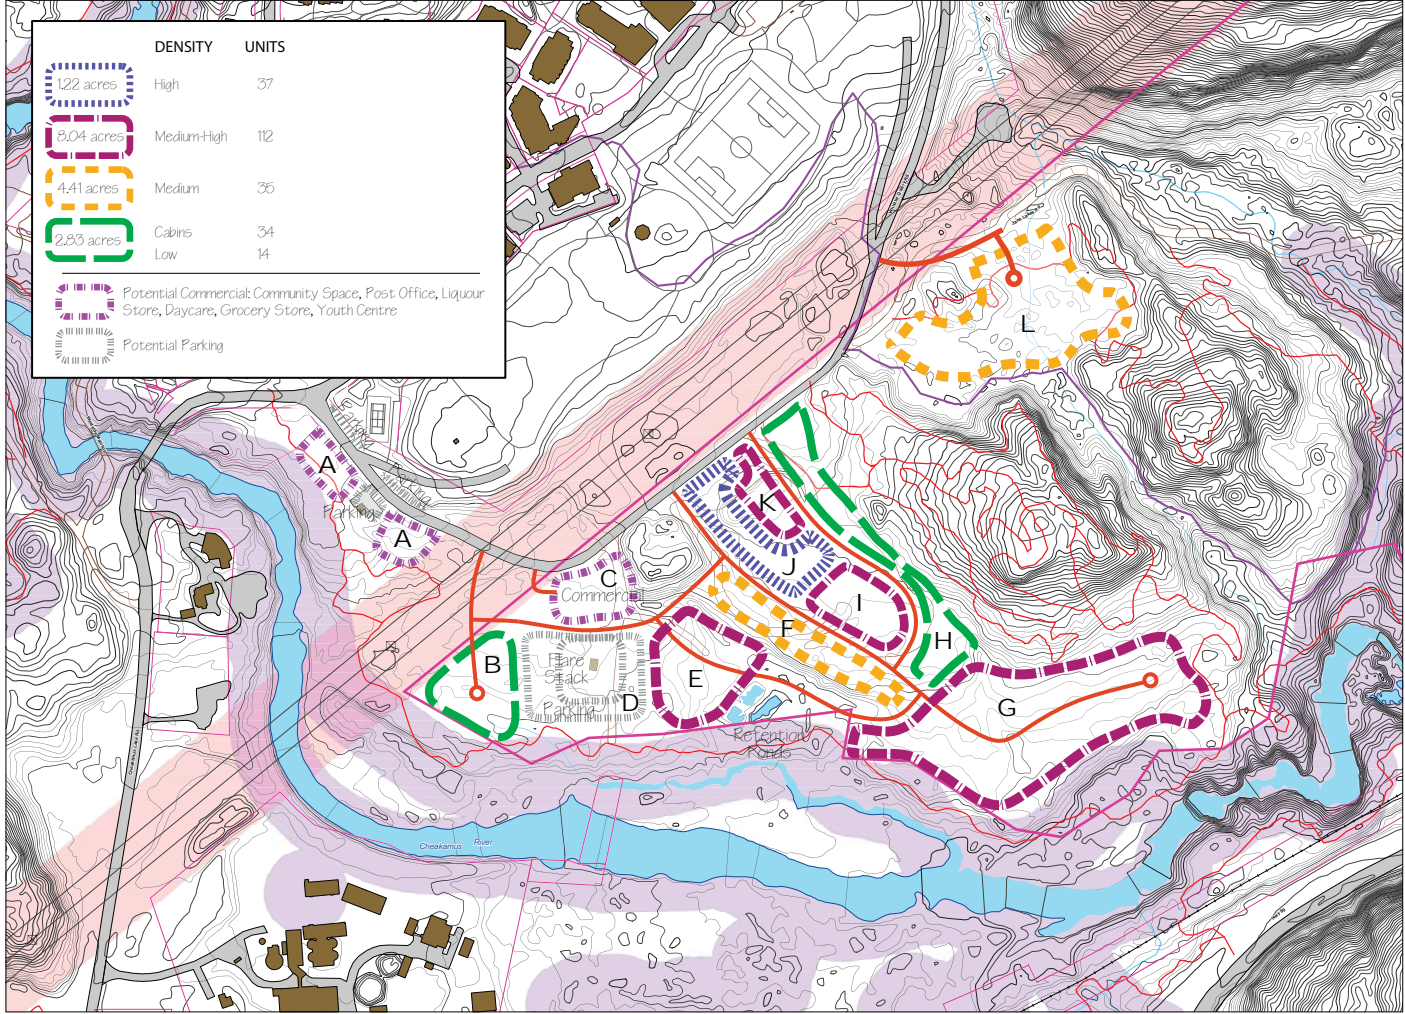 DENSITY UNITS
1.22 acres High 37
8.04 acres Medium-High 112
4.41 acres Medium 35
2.83 acres Cabins 34
Low 14
Potential Commercial: Community Space, Post Office, Liquour
Store, Daycare, Grocery Store, Youth Centre
Potential Parking
L
A
Parking
Parking
A
K
J
C
Commercial
I
F
H
B
Flare
Stack
Parking
D
E
G
Retention
Ponds
Cheakamus River